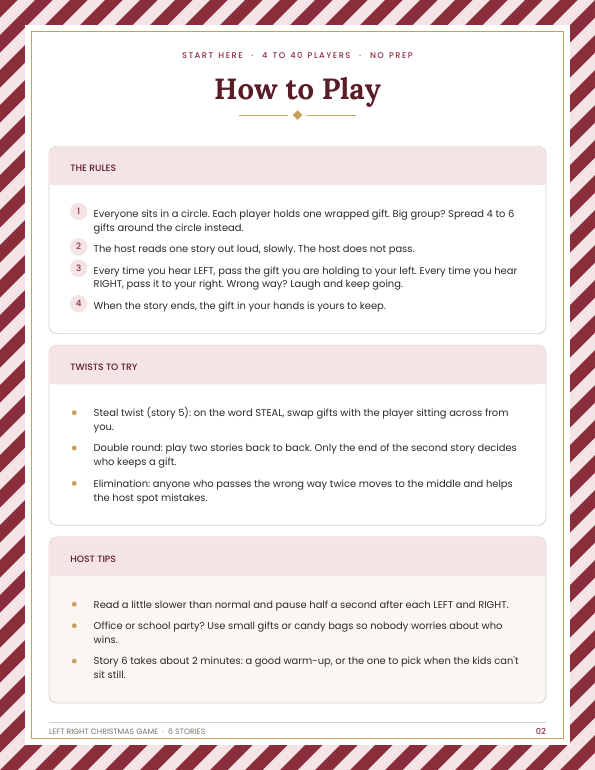 START HERE · 4 TO 40 PLAYERS · NO PREP
How to Play
THE RULES
1 Everyone sits in a circle. Each player holds one wrapped gift. Big group? Spread 4 to 6
gifts around the circle instead.
2 The host reads one story out loud, slowly. The host does not pass.
3 Every time you hear LEFT, pass the gift you are holding to your left. Every time you hear
RIGHT, pass it to your right. Wrong way? Laugh and keep going.
4 When the story ends, the gift in your hands is yours to keep.
TWISTS TO TRY
• Steal twist (story 5): on the word STEAL, swap gifts with the player sitting across from
you.
• Double round: play two stories back to back. Only the end of the second story decides
who keeps a gift.
• Elimination: anyone who passes the wrong way twice moves to the middle and helps
the host spot mistakes.
HOST TIPS
• Read a little slower than normal and pause half a second after each LEFT and RIGHT.
• Office or school party? Use small gifts or candy bags so nobody worries about who
wins.
• Story 6 takes about 2 minutes: a good warm-up, or the one to pick when the kids can't
sit still.
LEFT RIGHT CHRISTMAS GAME · 6 STORIES
02